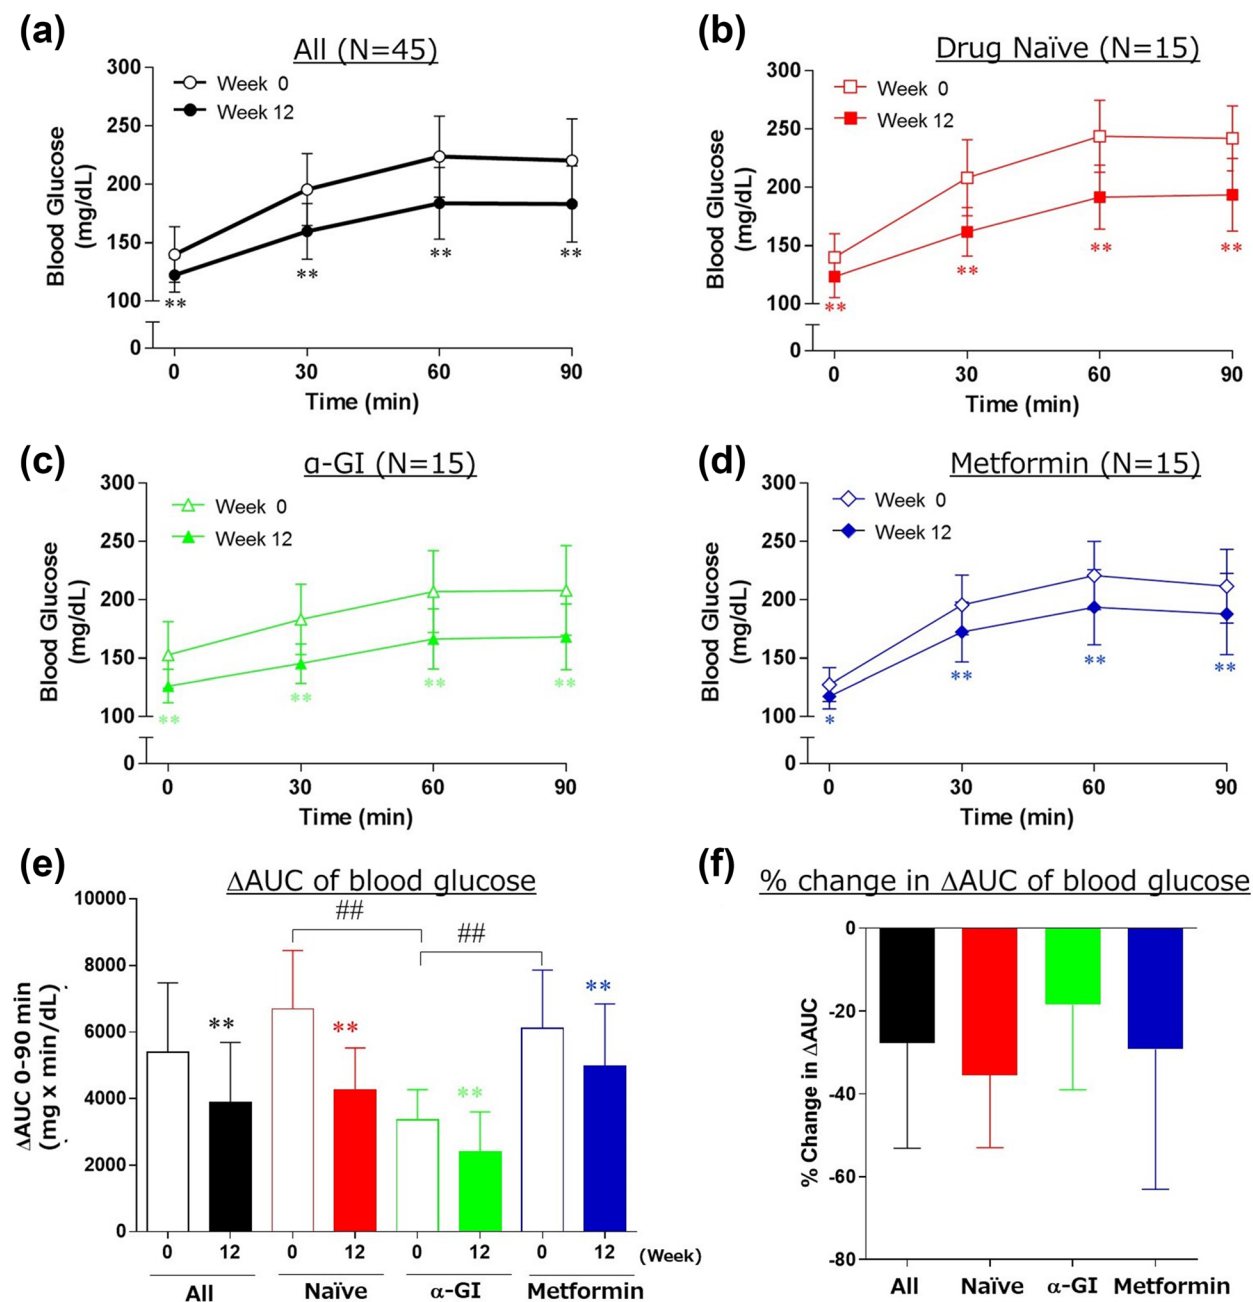 (a)
All (N=45)
Week 0
Week 12
300
250
200
150
100
0
Blood Glucose
(mg/dL)
**
**
**
**
0
30
60
90
Time (min)
(b)
Drug Naïve (N=15)
Week 0
Week 12
300
250
200
150
100
0
Blood Glucose
(mg/dL)
**
**
**
**
0
30
60
90
Time (min)
(c)
α-GI (N=15)
Week 0
Week 12
300
250
200
150
100
0
Blood Glucose
(mg/dL)
**
**
**
**
0
30
60
90
Time (min)
(d)
Metformin (N=15)
Week 0
Week 12
300
250
200
150
100
0
Blood Glucose
(mg/dL)
*
**
**
**
0
30
60
90
Time (min)
(e)
ΔAUC of blood glucose
10000
8000
6000
4000
2000
0
ΔAUC 0-90 min
(mg x min/dL)
##
##
**
**
**
**
0
12
0
12
0
12
0
12
(Week)
All
Naïve
α-GI
Metformin
(f)
% change in ΔAUC of blood glucose
0
-20
-40
-60
-80
% Change in ΔAUC
All
Naïve
α-GI
Metformin